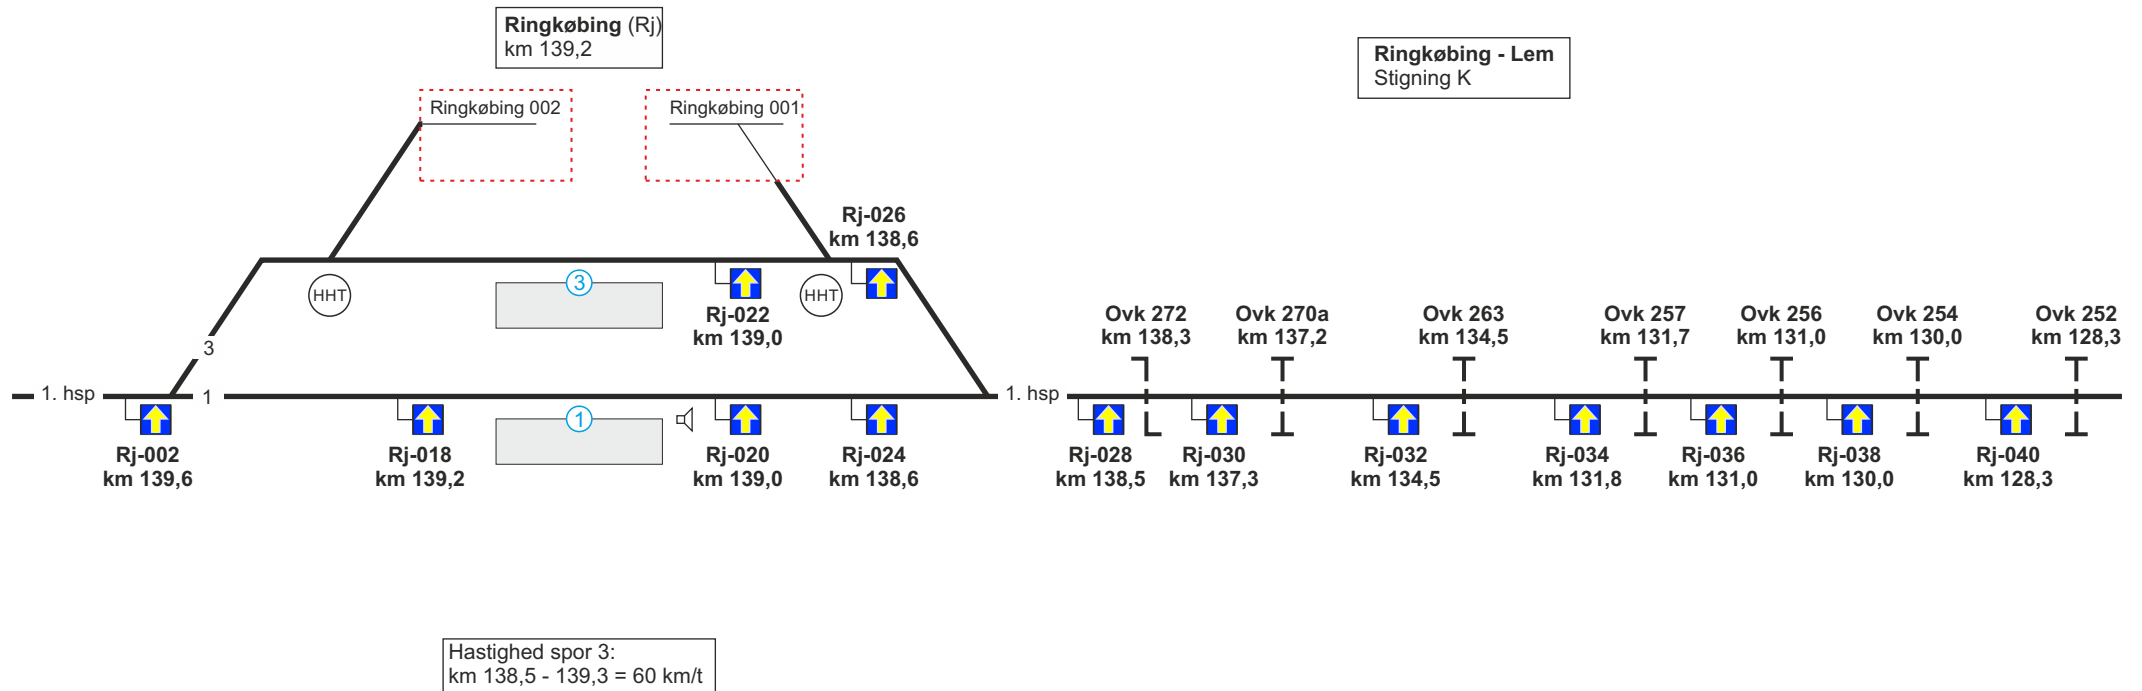 Ringkøbing (Rj)
km 139,2
Ringkøbing - Lem
Stigning K
Ringkøbing 002
Ringkøbing 001
Rj-026
km 138,6
HHT
3
HHT
Rj-022
km 139,0
3
Ovk 272
km 138,3
Ovk 270a
km 137,2
Ovk 263
km 134,5
Ovk 257
km 131,7
Ovk 256
km 131,0
Ovk 254
km 130,0
Ovk 252
km 128,3
1. hsp
1
1
1. hsp
Rj-002
km 139,6
Rj-018
km 139,2
Rj-020
km 139,0
Rj-024
km 138,6
Rj-028
km 138,5
Rj-030
km 137,3
Rj-032
km 134,5
Rj-034
km 131,8
Rj-036
km 131,0
Rj-038
km 130,0
Rj-040
km 128,3
Hastighed spor 3:
km 138,5 - 139,3 = 60 km/t